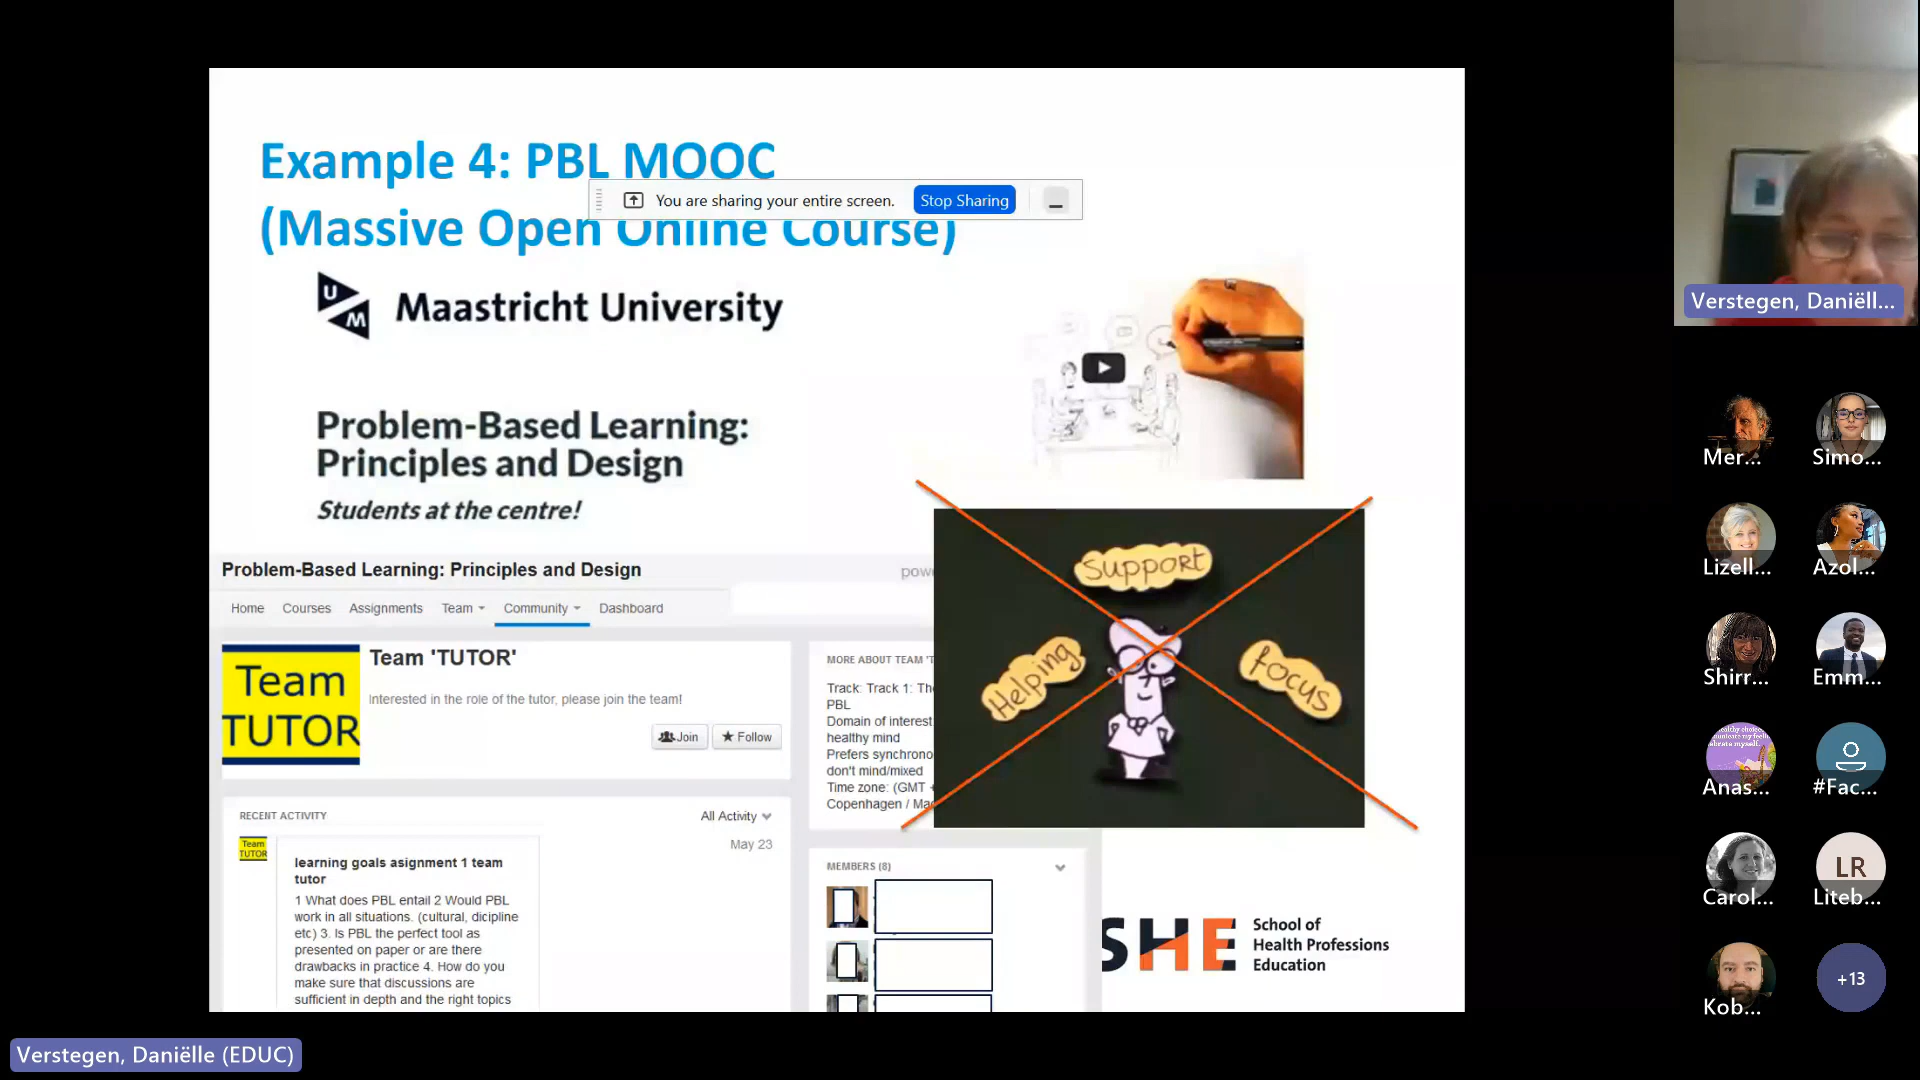 Example 4: PBL MOOC
You are sharing your entire screen.
Stop Sharing
(Massive Open Online Course)
U
M
Maastricht University
Problem-Based Learning:
Principles and Design
Students at the centre!
Problem-Based Learning: Principles and Design
pow
Home Courses Assignments Team Community Dashboard
Team
TUTOR
Team 'TUTOR'
Interested in the role of the tutor, please join the team!
Join
Follow
MORE ABOUT TEAM 'T
Track: Track 1: The
PBL
Domain of interest
healthy mind
Prefers synchrono
don't mind/mixed
Time zone: (GMT +
Copenhagen / Ma
RECENT ACTIVITY
All Activity
May 23
Team
TUTOR
learning goals asignment 1 team
tutor
1 What does PBL entail 2 Would PBL
work in all situations. (cultural, dicipline
etc) 3. Is PBL the perfect tool as
presented on paper or are there
drawbacks in practice 4. How do you
make sure that discussions are
sufficient in depth and the right topics
MEMBERS (8)
Support
Helping
focus
SHE
School of
Health Professions
Education
Verstegen, Daniëll...
Mer...
Simo...
Lizell...
Azol...
Shirr...
Emm...
Anas...
#Fac...
Carol...
LR
Liteb...
Kob...
+13
Verstegen, Daniëlle (EDUC)